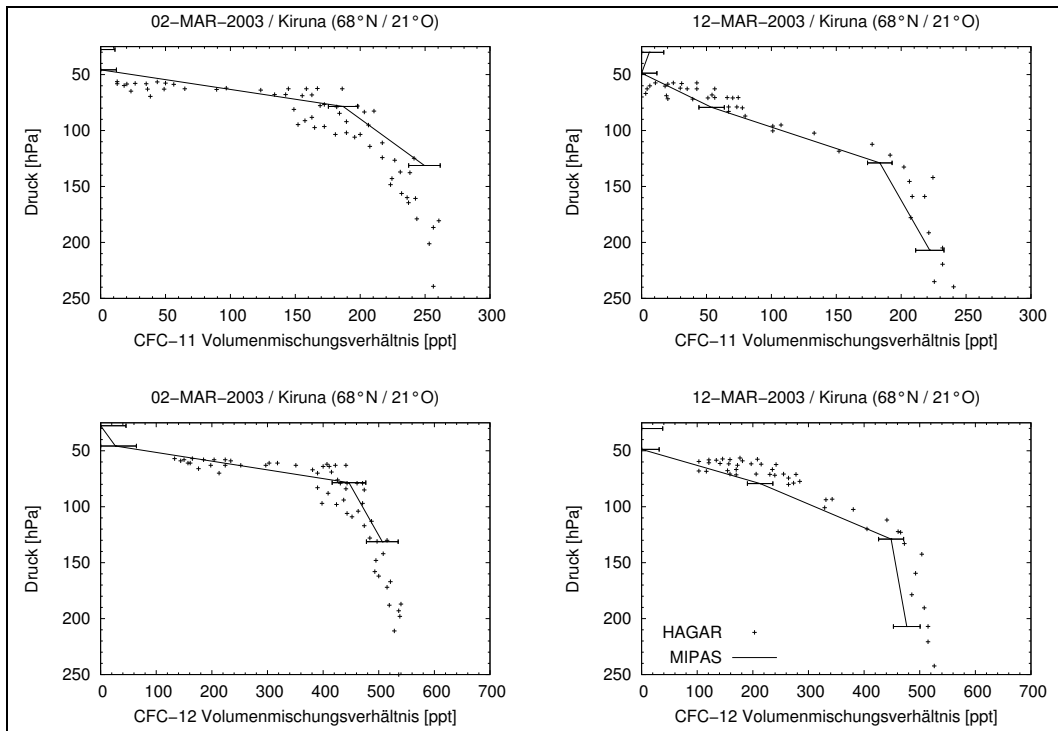 02−MAR−2003 / Kiruna (68°N / 21°O)
25
50
100
150
200
250
Druck [hPa]
0 50 100 150 200 250 300
CFC−11 Volumenmischungsverhältnis [ppt]
12−MAR−2003 / Kiruna (68°N / 21°O)
25
50
100
150
200
250
Druck [hPa]
0 50 100 150 200 250 300
CFC−11 Volumenmischungsverhältnis [ppt]
02−MAR−2003 / Kiruna (68°N / 21°O)
25
50
100
150
200
250
Druck [hPa]
0 100 200 300 400 500 600 700
CFC−12 Volumenmischungsverhältnis [ppt]
12−MAR−2003 / Kiruna (68°N / 21°O)
25
50
100
150
200
250
Druck [hPa]
HAGAR
MIPAS
0 100 200 300 400 500 600 700
CFC−12 Volumenmischungsverhältnis [ppt]